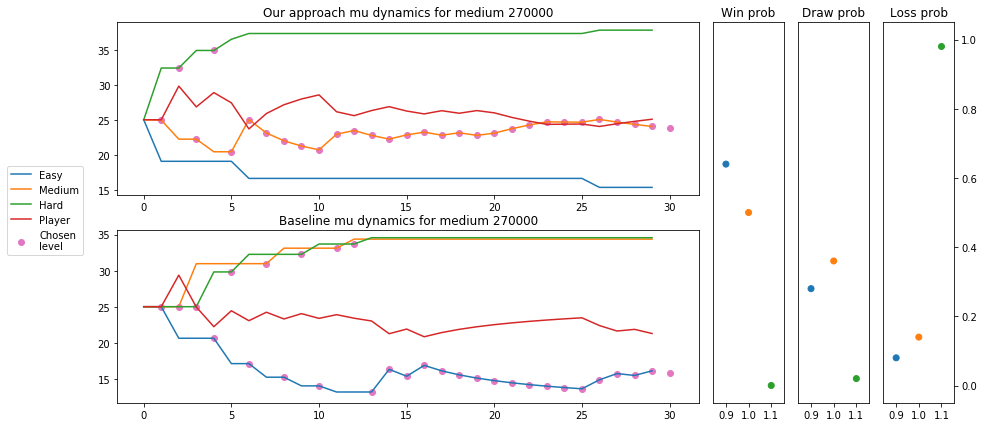 Our approach mu dynamics for medium 270000
35
30
25
20
15
0 5 10 15 20 25 30
Baseline mu dynamics for medium 270000
35
30
25
20
15
0 5 10 15 20 25 30
Easy
Medium
Hard
Player
Chosen
level
Win prob
0.9 1.0 1.1
Draw prob
0.9 1.0 1.1
Loss prob
0.9 1.0 1.1
1.0
0.8
0.6
0.4
0.2
0.0